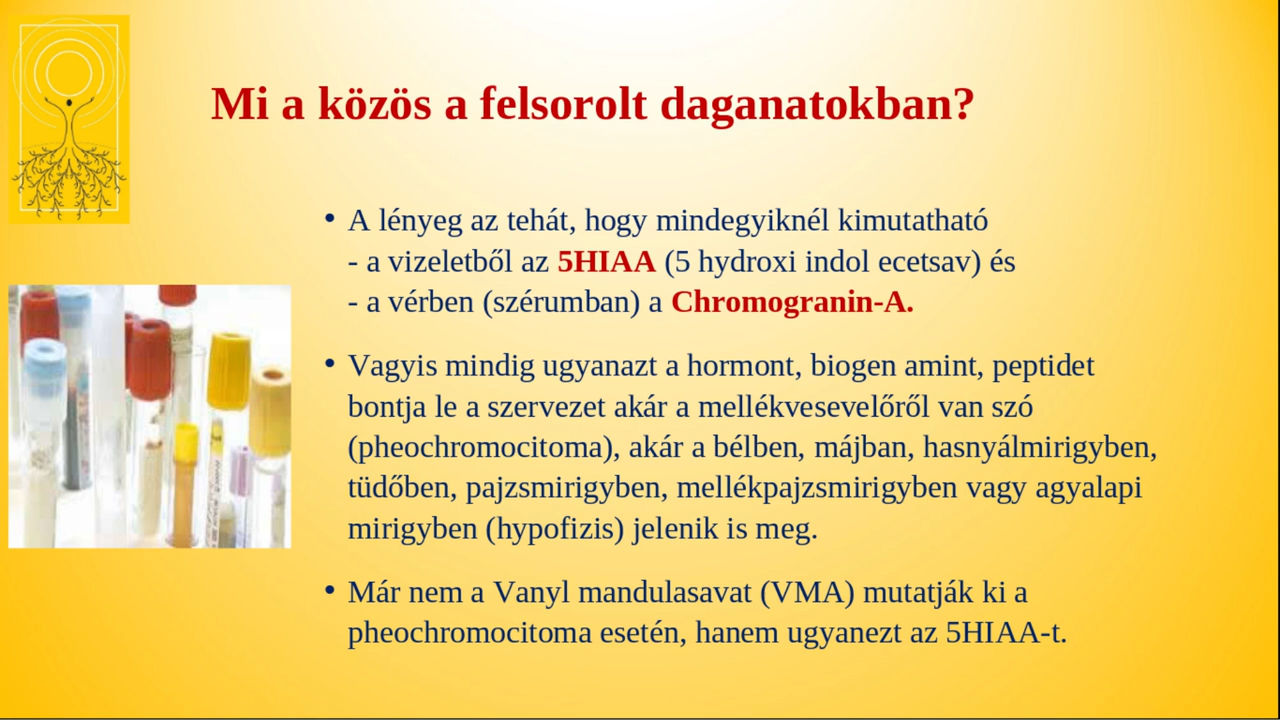 Mi a közös a felsorolt daganatokban?
• A lényeg az tehát, hogy mindegyiknél kimutatható
- a vizeletből az 5HIAA (5 hydroxi indol ecetsav) és
- a vérben (szérumban) a Chromogranin-A.
• Vagyis mindig ugyanazt a hormont, biogen amint, peptidet
bontja le a szervezet akár a mellékvesevelőről van szó
(pheochromocitoma), akár a bélben, májban, hasnyálmirigyben,
tüdőben, pajzsmirigyben, mellékpajzsmirigyben vagy agyalapi
mirigyben (hypofizis) jelenik is meg.
• Már nem a Vanyl mandulasavat (VMA) mutatják ki a
pheochromocitoma esetén, hanem ugyanezt az 5HIAA-t.